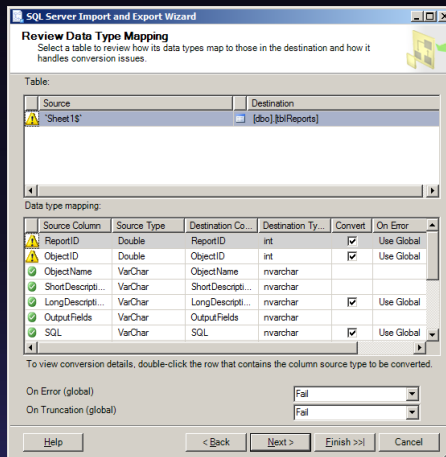 SQL Server Import and Export Wizard
Review Data Type Mapping
Select a table to review how its data types map to those in the destination and how it
handles conversion issues.
Table:
Source Destination
`Sheet1$` [dbo].[tblReports]
Data type mapping:
Source Column Source Type Destination Co... Destination Ty... Convert On Error
ReportID Double ReportID int Use Global
ObjectID Double ObjectID int Use Global
ObjectName VarChar ObjectName nvarchar
ShortDescripti... VarChar ShortDescripti... nvarchar
LongDescripti... VarChar LongDescripti... nvarchar Use Global
OutputFields VarChar OutputFields nvarchar
SQL VarChar SQL nvarchar Use Global
To view conversion details, double-click the row that contains the column source type to be converted.
On Error (global) Fail
On Truncation (global) Fail
Help < Back Next > Finish >>| Cancel